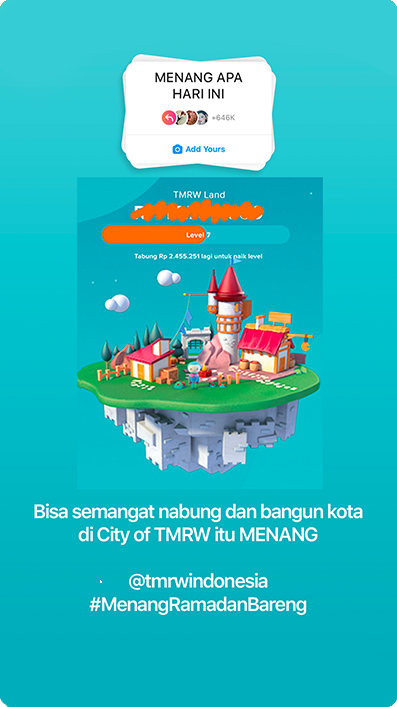 MENANG APA
HARI INI
+646K
Add Yours
TMRW Land
Level 7
Tabung Rp 2.455.251 lagi untuk naik level
Bisa semangat nabung dan bangun kota
di City of TMRW itu MENANG
@tmrwindonesia
#MenangRamadanBareng